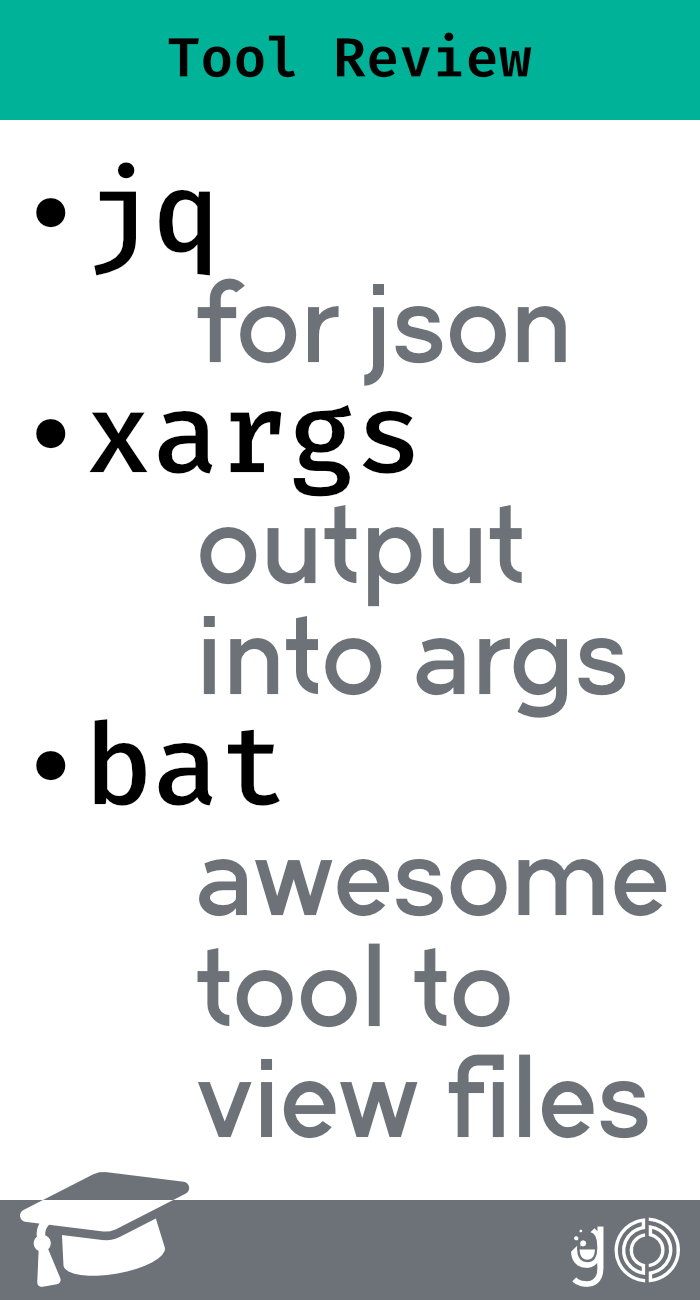 Tool Review
• jq
for json
• xargs
output
into args
• bat
awesome
tool to
view files